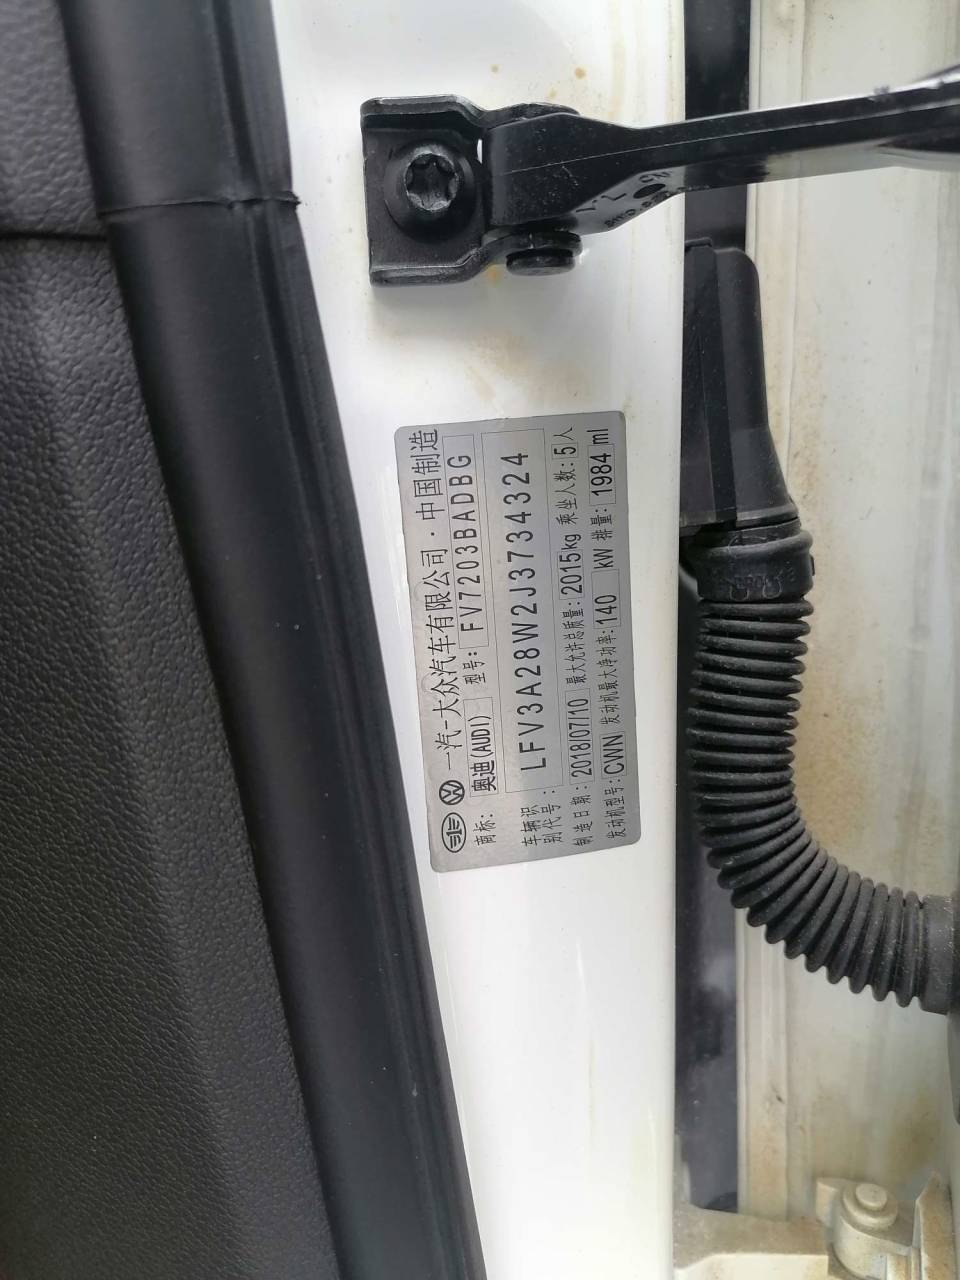 一汽-大众汽车有限公司·中国制造
商标: 奥迪(AUDI) 型号: FV7203BADBG
车辆识别代号: LFV3A28W2J3734324
制造日期: 2018/07/10 最大允许总质量: 2015kg 乘坐人数: 5人
发动机型号: CWN 发动机最大净功率: 140 kW 排量: 1984 ml